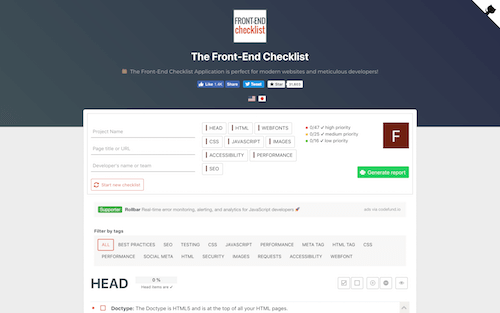 FRONT-END
checklist
The Front-End Checklist
The Front-End Checklist Application is perfect for modern websites and meticulous developers!
Like 1.4K Share Tweet Star
Project Name
Page title or URL
Developer's name or team
Start new checklist
HEAD HTML WEBFONTS
CSS JAVASCRIPT IMAGES
ACCESSIBILITY PERFORMANCE
SEO
0/47 ✓ high priority
0/25 ✓ medium priority
0/16 ✓ low priority
F
Generate report
Supporter Rollbar Real-time error monitoring, alerting, and analytics for JavaScript developers 🚀
ads via codefund.io
Filter by tags
ALL BEST PRACTICES SEO TESTING CSS JAVASCRIPT PERFORMANCE META TAG HTML TAG CSS
PERFORMANCE SOCIAL META HTML SECURITY IMAGES REQUESTS ACCESSIBILITY WEBFONT
HEAD
0 %
Head items are ✓
Doctype: The Doctype is HTML5 and is at the top of all your HTML pages.